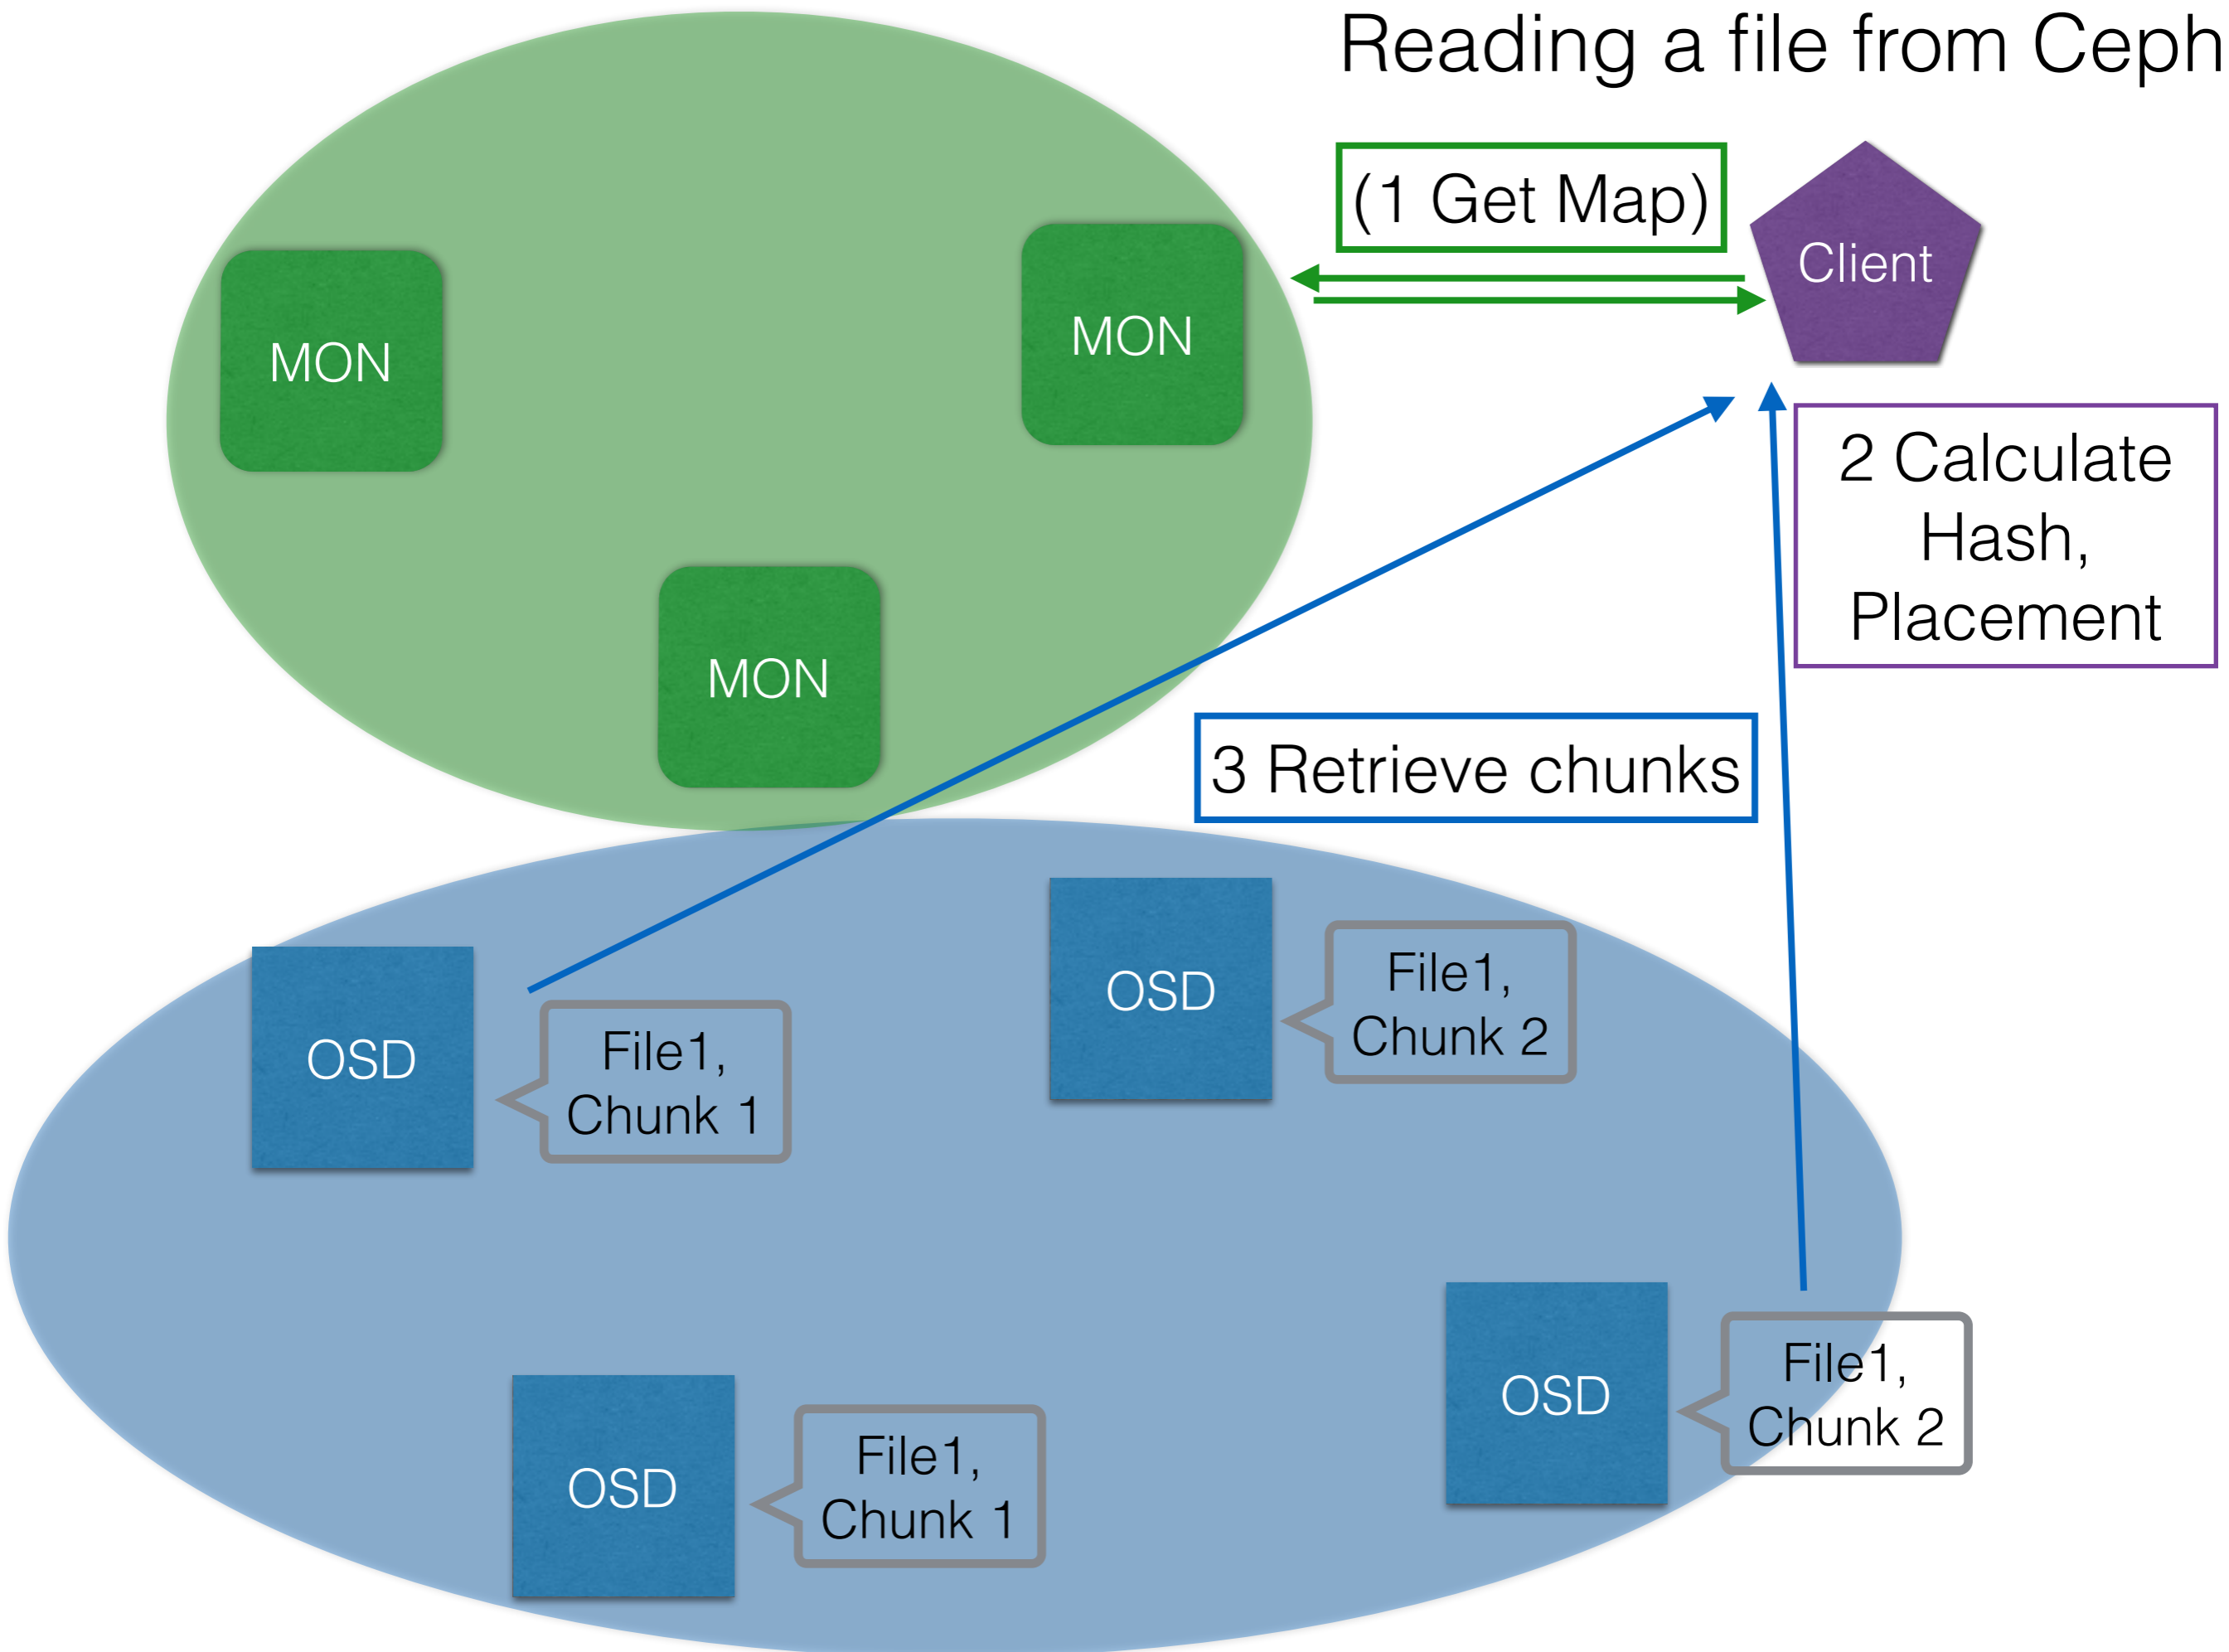 Reading a file from Ceph
(1 Get Map)
Client
MON
MON
MON
2 Calculate
Hash,
Placement
3 Retrieve chunks
OSD
File1,
Chunk 1
OSD
File1,
Chunk 2
OSD
File1,
Chunk 1
OSD
File1,
Chunk 2